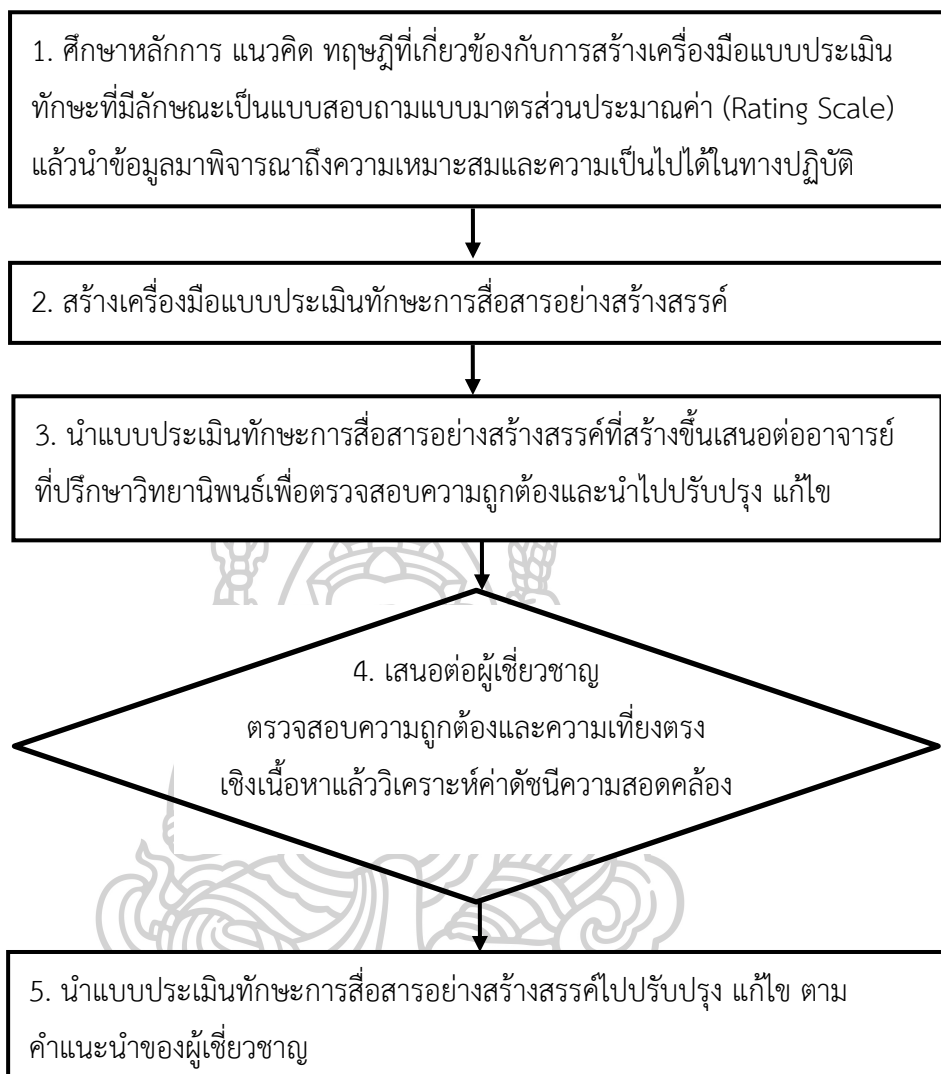 1. ศึกษาหลักการ แนวคิด ทฤษฎีที่เกี่ยวข้องกับการสร้างเครื่องมือแบบประเมิน
ทักษะที่มีลักษณะเป็นแบบสอบถามแบบมาตรส่วนประมาณค่า (Rating Scale)
แล้วนำข้อมูลมาพิจารณาถึงความเหมาะสมและความเป็นไปได้ในทางปฏิบัติ
2. สร้างเครื่องมือแบบประเมินทักษะการสื่อสารอย่างสร้างสรรค์
3. นำแบบประเมินทักษะการสื่อสารอย่างสร้างสรรค์ที่สร้างขึ้นเสนอต่ออาจารย์
ที่ปรึกษาวิทยานิพนธ์เพื่อตรวจสอบความถูกต้องและนำไปปรับปรุง แก้ไข
4. เสนอต่อผู้เชี่ยวชาญ
ตรวจสอบความถูกต้องและความเที่ยงตรง
เชิงเนื้อหาแล้ววิเคราะห์ค่าดัชนีความสอดคล้อง
5. นำแบบประเมินทักษะการสื่อสารอย่างสร้างสรรค์ไปปรับปรุง แก้ไข ตาม
คำแนะนำของผู้เชี่ยวชาญ